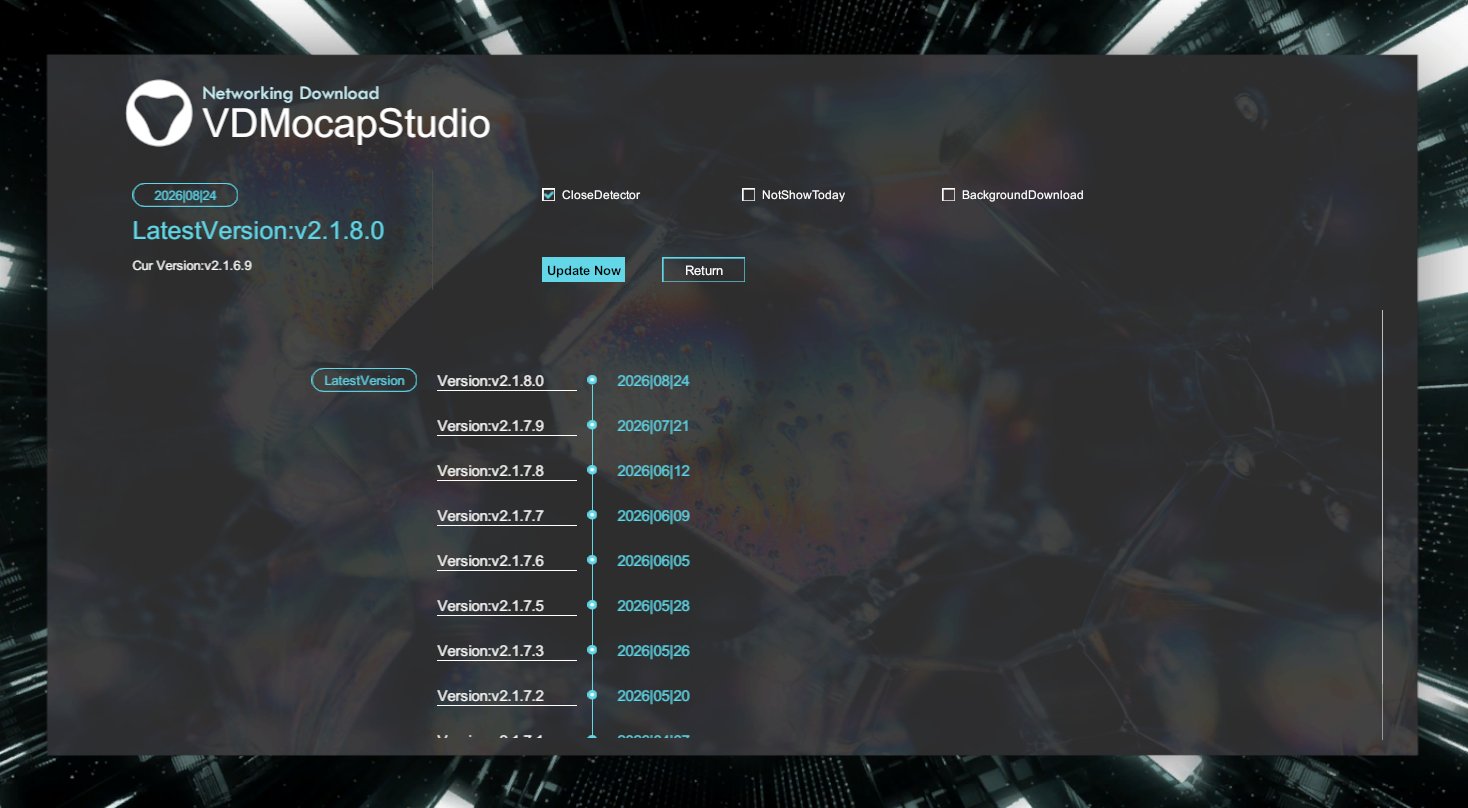 Networking Download
VDMocapStudio
2026|08|24
LatestVersion:v2.1.8.0
Cur Version:v2.1.6.9
CloseDetector
NotShowToday
BackgroundDownload
Update Now
Return
LatestVersion Version:v2.1.8.0 2026|08|24
Version:v2.1.7.9 2026|07|21
Version:v2.1.7.8 2026|06|12
Version:v2.1.7.7 2026|06|09
Version:v2.1.7.6 2026|06|05
Version:v2.1.7.5 2026|05|28
Version:v2.1.7.3 2026|05|26
Version:v2.1.7.2 2026|05|20